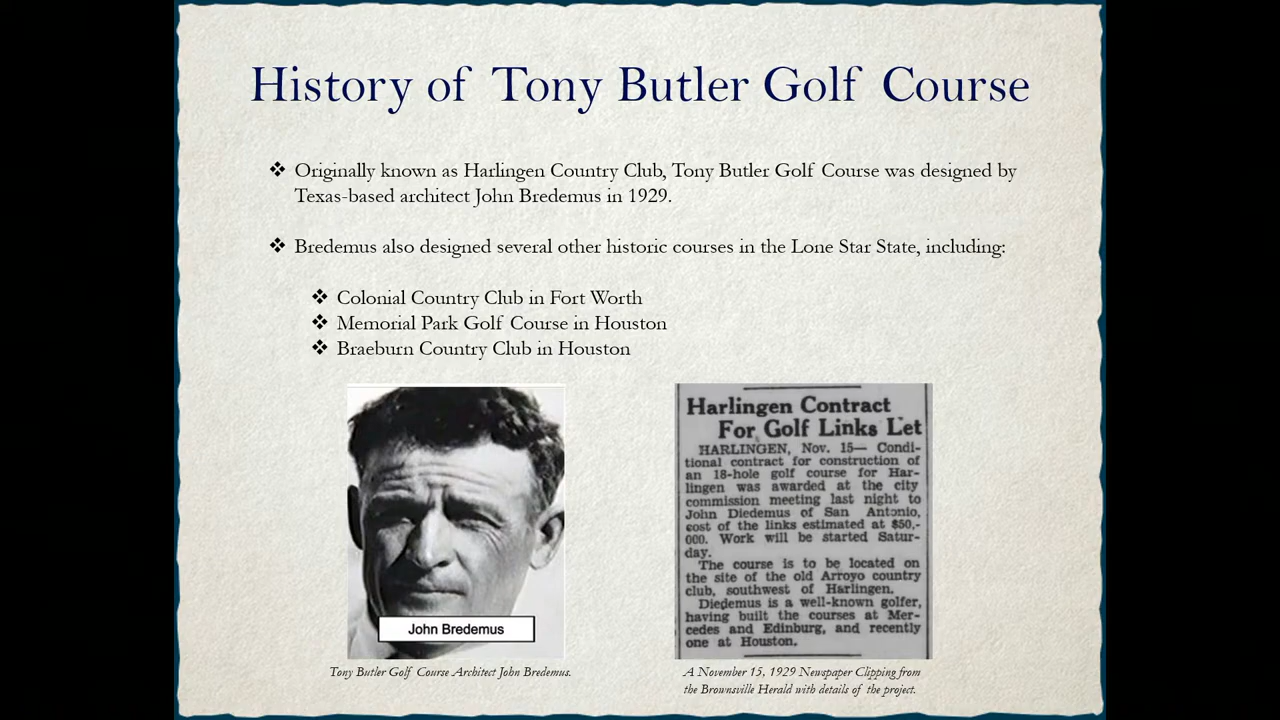 History of Tony Butler Golf Course
❖ Originally known as Harlingen Country Club, Tony Butler Golf Course was designed by
Texas-based architect John Bredemus in 1929.
❖ Bredemus also designed several other historic courses in the Lone Star State, including:
❖ Colonial Country Club in Fort Worth
❖ Memorial Park Golf Course in Houston
❖ Braeburn Country Club in Houston
John Bredemus
Tony Butler Golf Course Architect John Bredemus.
Harlingen Contract
For Golf Links Let
HARLINGEN, Nov. 15— Condi-
tional contract for construction of
an 18-hole golf course for Har-
lingen was awarded at the city
commission meeting last night to
John Diedemus of San Antonio,
cost of the links estimated at $50,-
000. Work will be started Satur-
day.
The course is to be located on
the site of the old Arroyo country
club, southwest of Harlingen.
Diedemus is a well-known golfer,
having built the courses at Mer-
cedes and Edinburg, and recently
one at Houston.
A November 15, 1929 Newspaper Clipping from
the Brownsville Herald with details of the project.